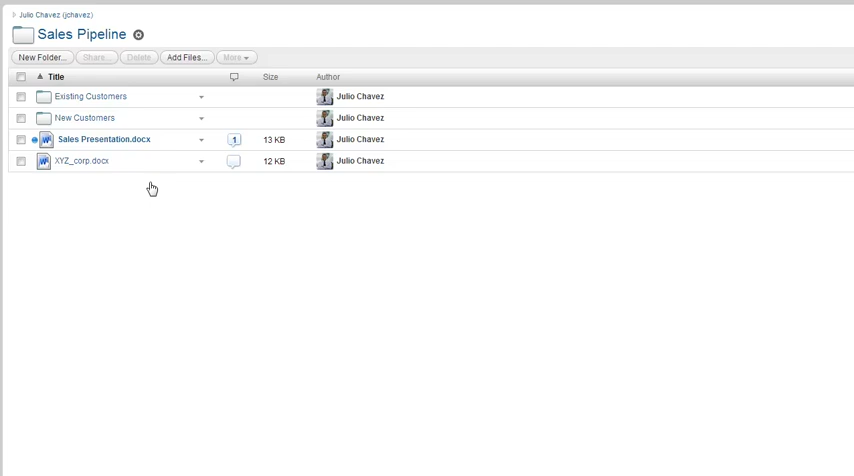 Julio Chavez (jchavez)
Sales Pipeline
New Folder... Share... Delete Add Files... More
Title Size Author
Existing Customers Julio Chavez
New Customers Julio Chavez
Sales Presentation.docx 1 13 KB Julio Chavez
XYZ_corp.docx 12 KB Julio Chavez